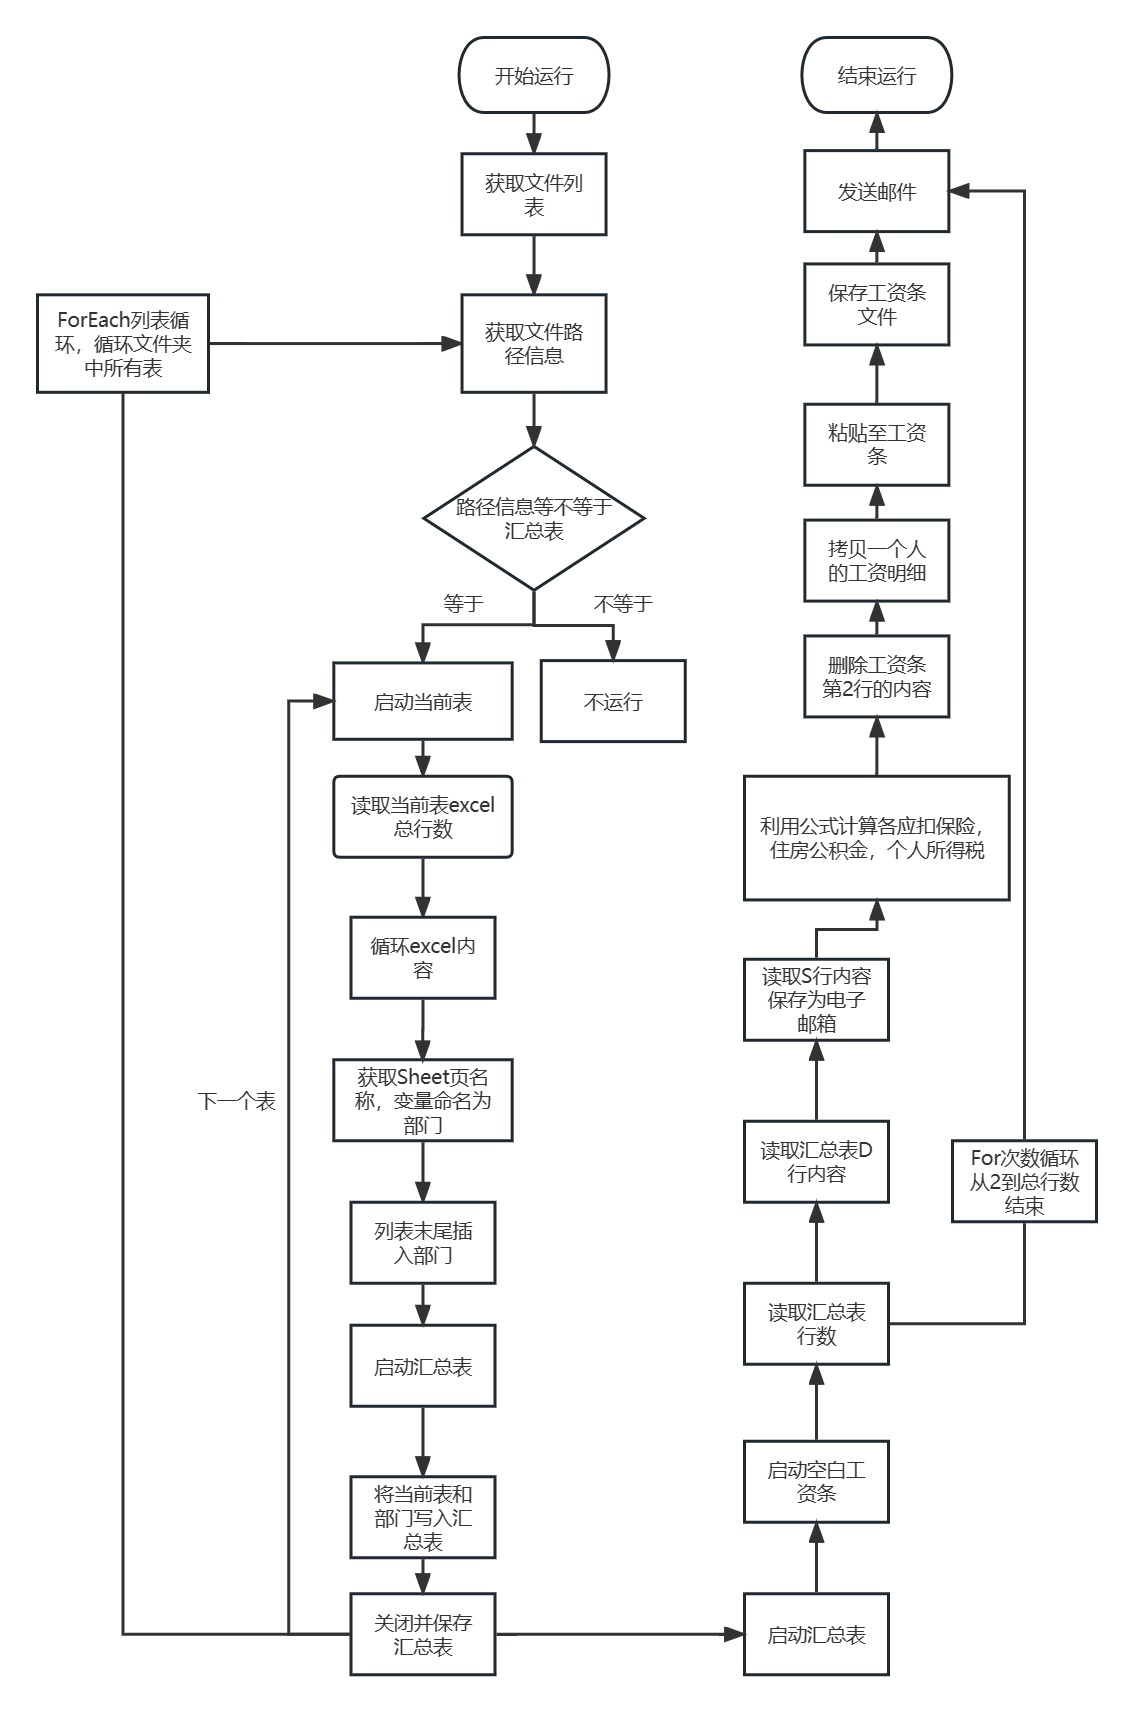 开始运行
获取文件列
表
ForEach列表循
环，循环文件夹
中所有表
获取文件路
径信息
路径信息等不等于
汇总表
等于
不等于
启动当前表
不运行
读取当前表excel
总行数
循环excel内
容
获取Sheet页名
称，变量命名为
部门
下一个表
列表末尾插
入部门
启动汇总表
将当前表和
部门写入汇
总表
关闭并保存
汇总表
启动汇总表
启动空白工
资条
读取汇总表
行数
For次数循环
从2到总行数
结束
读取汇总表D
行内容
读取S行内容
保存为电子
邮箱
利用公式计算各应扣保险，
住房公积金，个人所得税
删除工资条
第2行的内容
拷贝一个人
的工资明细
粘贴至工资
条
保存工资条
文件
发送邮件
结束运行